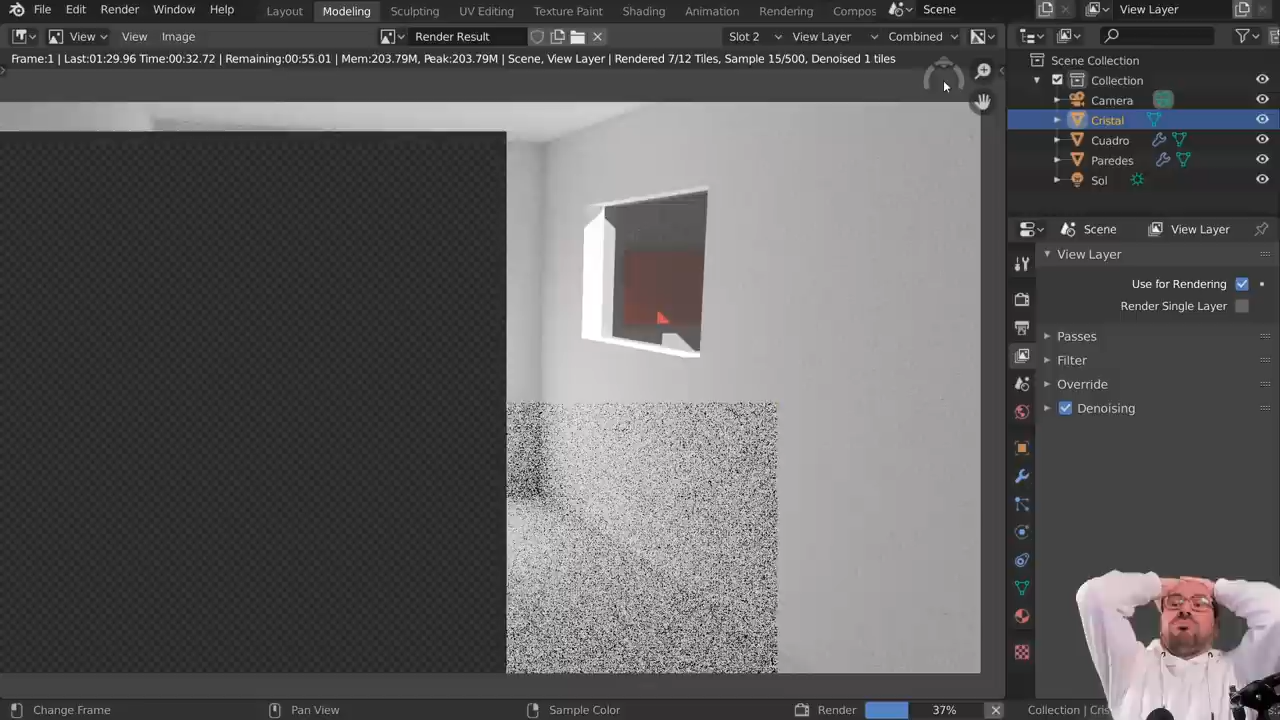 File Edit Render Window Help Layout Modeling Sculpting UV Editing Texture Paint Shading Animation Rendering Compos Scene View Layer
View View Image Render Result Slot 2 View Layer Combined
Frame:1 | Last:01:29.96 Time:00:32.72 | Remaining:00:55.01 | Mem:203.79M, Peak:203.79M | Scene, View Layer | Rendered 7/12 Tiles, Sample 15/500, Denoised 1 tiles
Scene Collection
Collection
Camera
Cristal
Cuadro
Paredes
Sol
Scene View Layer
View Layer
Use for Rendering
Render Single Layer
Passes
Filter
Override
Denoising
Change Frame Pan View Sample Color Render 37% Collection | Cris